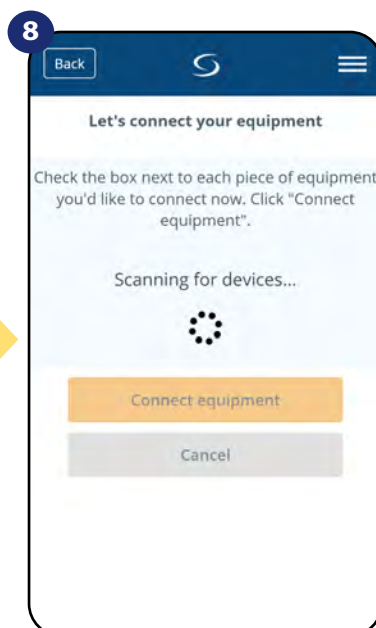 8
Back
Let's connect your equipment
Check the box next to each piece of equipment
you'd like to connect now. Click "Connect
equipment".
Scanning for devices...
Connect equipment
Cancel